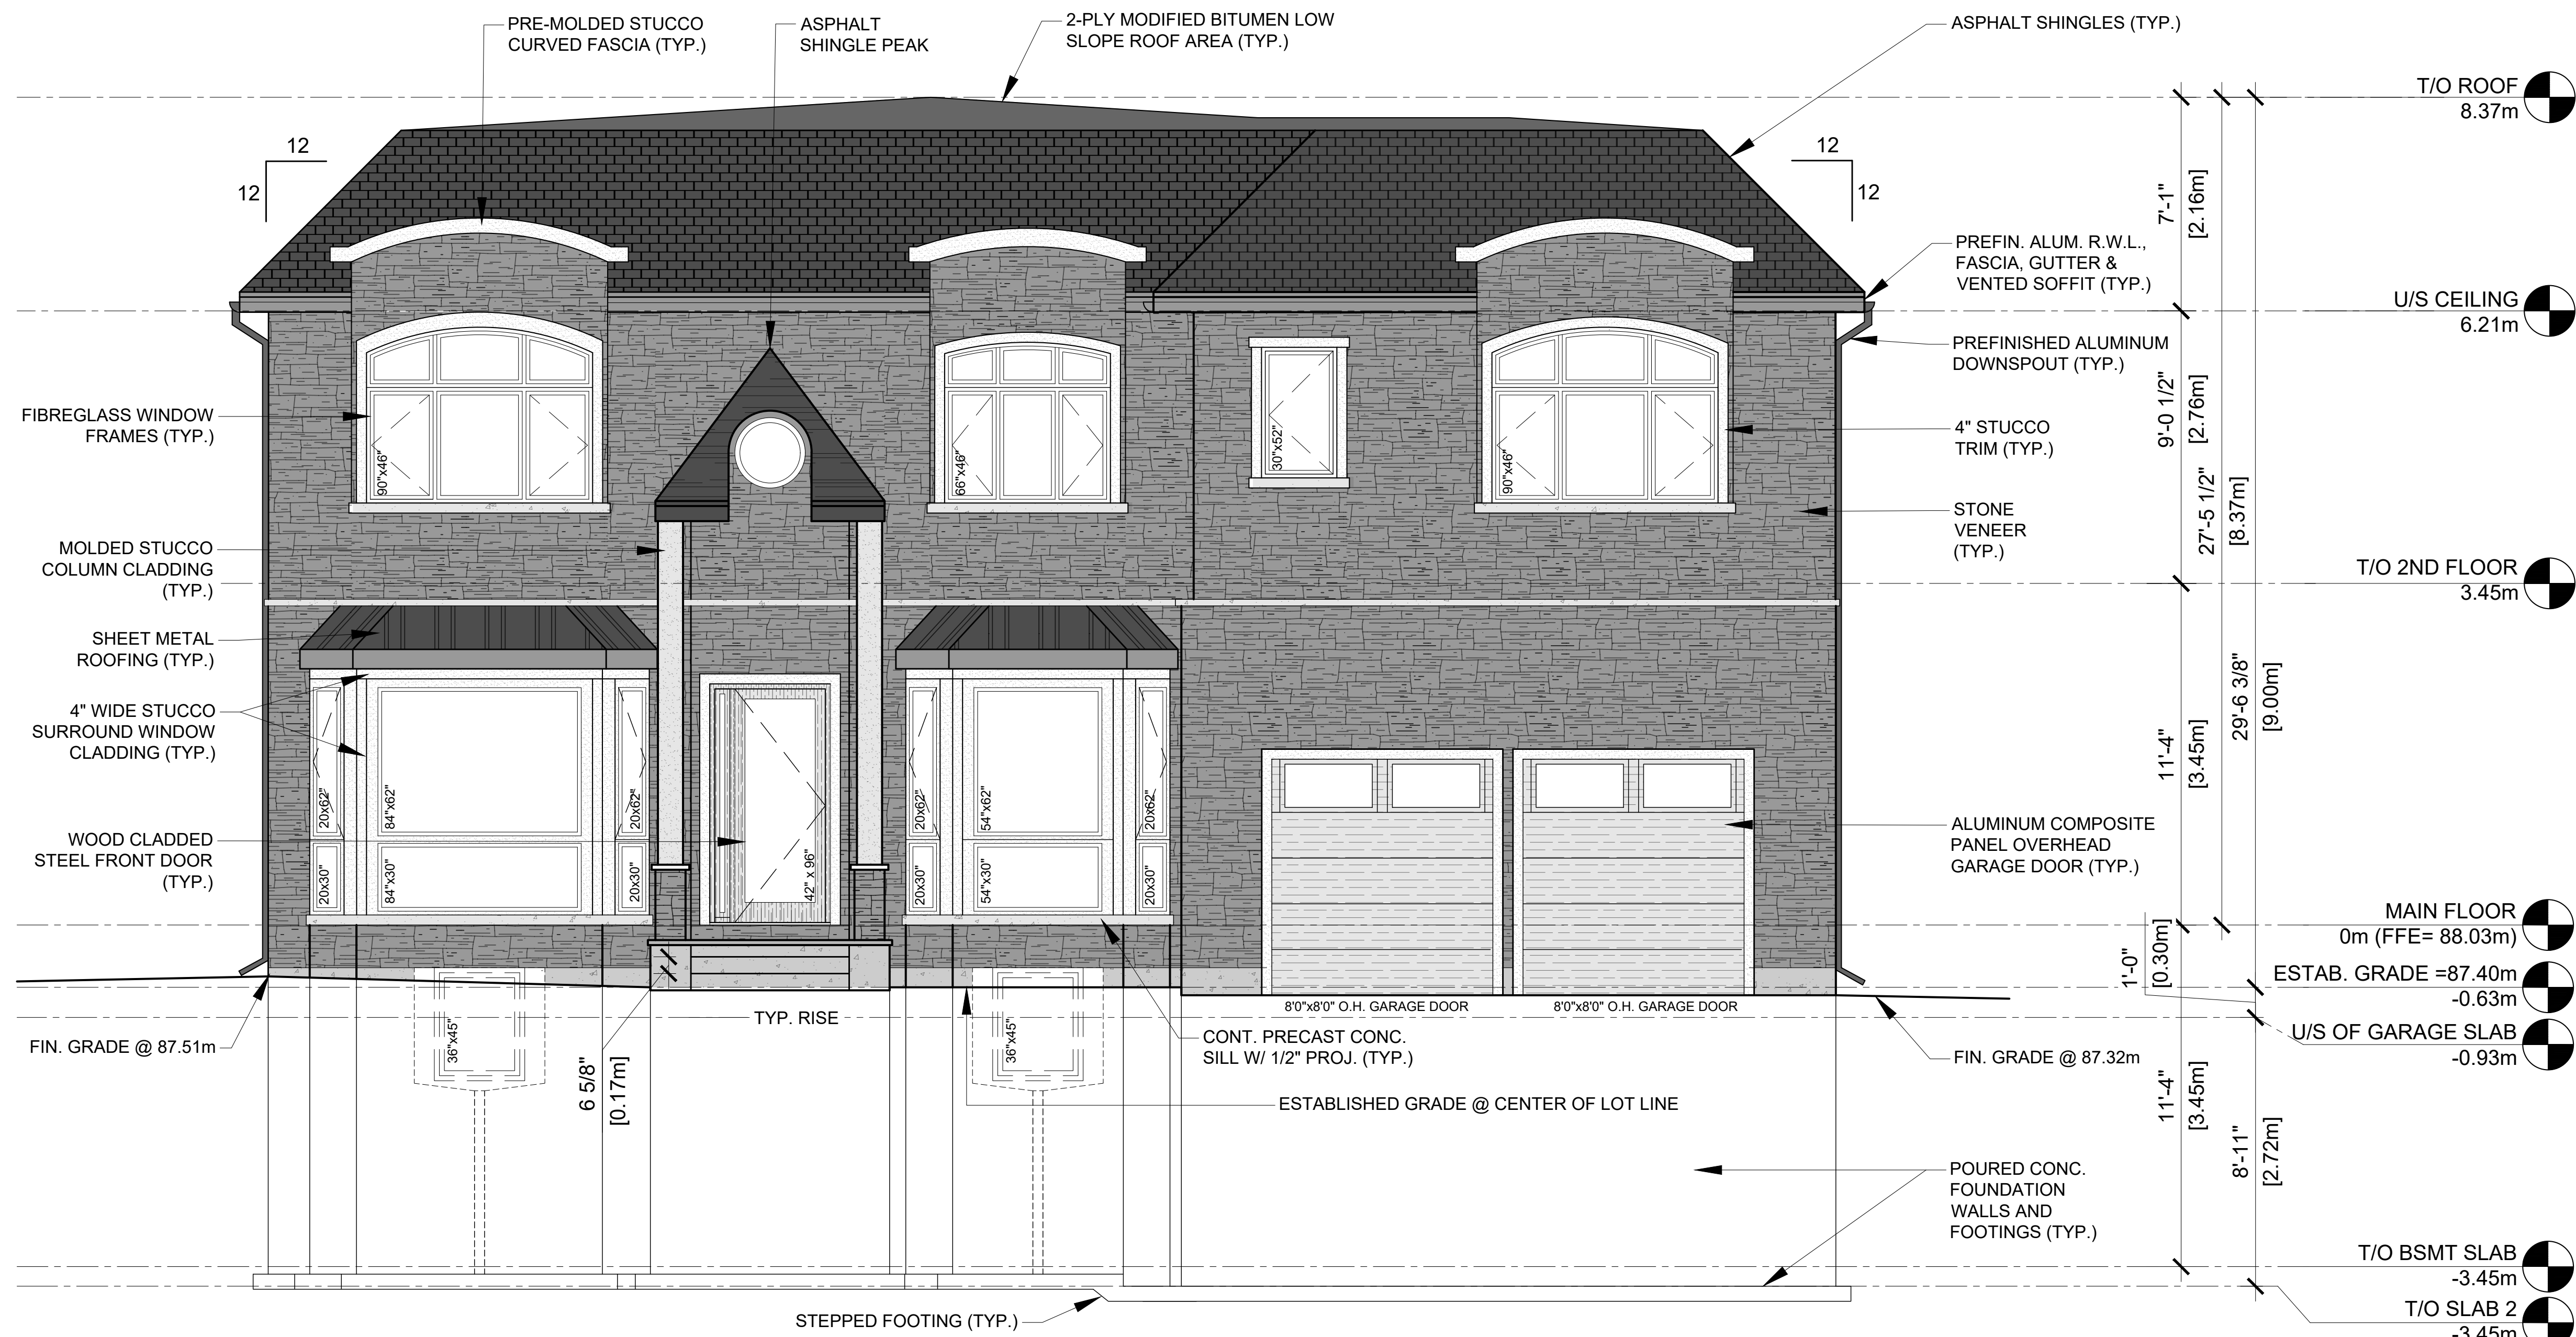 PRE-MOLDED STUCCO
CURVED FASCIA (TYP.)
ASPHALT
SHINGLE PEAK
2-PLY MODIFIED BITUMEN LOW
SLOPE ROOF AREA (TYP.)
ASPHALT SHINGLES (TYP.)
T/O ROOF
8.37m
12
12
12
12
7'-1"
[2.16m]
PREFIN. ALUM. R.W.L.,
FASCIA, GUTTER &
VENTED SOFFIT (TYP.)
U/S CEILING
6.21m
PREFINISHED ALUMINUM
DOWNSPOUT (TYP.)
FIBREGLASS WINDOW
FRAMES (TYP.)
90"x46"
66"x46"
30"x52"
90"x46"
4" STUCCO
TRIM (TYP.)
9'-0 1/2"
[2.76m]
27'-5 1/2"
[8.37m]
STONE
VENEER
(TYP.)
MOLDED STUCCO
COLUMN CLADDING
(TYP.)
T/O 2ND FLOOR
3.45m
SHEET METAL
ROOFING (TYP.)
4" WIDE STUCCO
SURROUND WINDOW
CLADDING (TYP.)
29'-6 3/8"
[9.00m]
11'-4"
[3.45m]
20x62"
84"x62"
20x62"
20x62"
54"x62"
20x62"
WOOD CLADDED
STEEL FRONT DOOR
(TYP.)
20x30"
84"x30"
20x30"
42" x 96"
20x30"
54"x30"
20x30"
ALUMINUM COMPOSITE
PANEL OVERHEAD
GARAGE DOOR (TYP.)
MAIN FLOOR
0m (FFE= 88.03m)
1'-0"
[0.30m]
ESTAB. GRADE =87.40m
-0.63m
8'0"x8'0" O.H. GARAGE DOOR
8'0"x8'0" O.H. GARAGE DOOR
TYP. RISE
U/S OF GARAGE SLAB
-0.93m
FIN. GRADE @ 87.51m
36"x45"
36"x45"
CONT. PRECAST CONC.
SILL W/ 1/2" PROJ. (TYP.)
FIN. GRADE @ 87.32m
6 5/8"
[0.17m]
ESTABLISHED GRADE @ CENTER OF LOT LINE
11'-4"
[3.45m]
8'-11"
[2.72m]
POURED CONC.
FOUNDATION
WALLS AND
FOOTINGS (TYP.)
T/O BSMT SLAB
-3.45m
STEPPED FOOTING (TYP.)
T/O SLAB 2
-3.45m